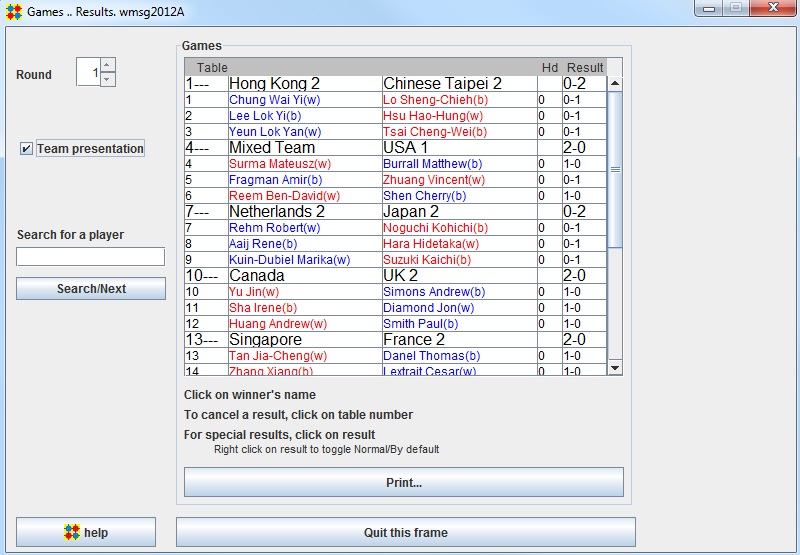 Games .. Results. wmsg2012A
Games
Round 1
Team presentation
Search for a player
Search/Next
Table Hd Result
1--- Hong Kong 2 Chinese Taipei 2 0-2
1 Chung Wai Yi(w) Lo Sheng-Chieh(b) 0 0-1
2 Lee Lok Yi(b) Hsu Hao-Hung(w) 0 0-1
3 Yeun Lok Yan(w) Tsai Cheng-Wei(b) 0 0-1
4--- Mixed Team USA 1 2-0
4 Surma Mateusz(w) Burrall Matthew(b) 0 1-0
5 Fragman Amir(b) Zhuang Vincent(w) 0 0-1
6 Reem Ben-David(w) Shen Cherry(b) 0 1-0
7--- Netherlands 2 Japan 2 0-2
7 Rehm Robert(w) Noguchi Kohichi(b) 0 0-1
8 Aaij Rene(b) Hara Hidetaka(w) 0 0-1
9 Kuin-Dubiel Marika(w) Suzuki Kaichi(b) 0 0-1
10--- Canada UK 2 2-0
10 Yu Jin(w) Simons Andrew(b) 0 1-0
11 Sha Irene(b) Diamond Jon(w) 0 1-0
12 Huang Andrew(w) Smith Paul(b) 0 1-0
13--- Singapore France 2 2-0
13 Tan Jia-Cheng(w) Danel Thomas(b) 0 1-0
14 Zhang Xiang(b) Lextrait Cesar(w) 0 1-0
Click on winner's name
To cancel a result, click on table number
For special results, click on result
Right click on result to toggle Normal/By default
Print...
help
Quit this frame